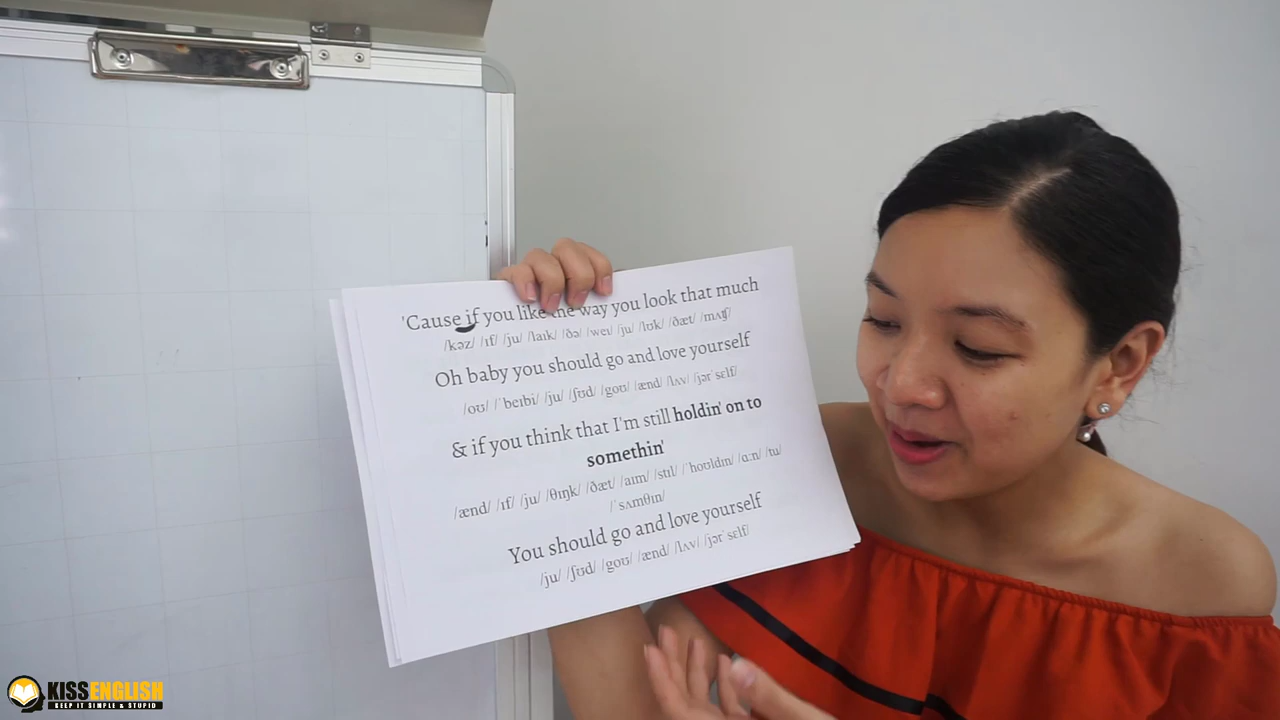 'Cause if you like the way you look that much
/kəz/ /ɪf/ /ju/ /laɪk/ /ðə/ /weɪ/ /ju/ /lʊk/ /ðæt/ /mʌʧ/
Oh baby you should go and love yourself
/oʊ/ /ˈbeɪbi/ /ju/ /ʃʊd/ /goʊ/ /ænd/ /lʌv/ /jərˈsɛlf/
& if you think that I'm still holdin' on to
somethin'
/ænd/ /ɪf/ /ju/ /θɪŋk/ /ðæt/ /aɪm/ /stɪl/ /ˈhoʊldɪn/ /ɑːn/ /tu/
/ˈsʌmθɪn/
You should go and love yourself
/ju/ /ʃʊd/ /goʊ/ /ænd/ /lʌv/ /jərˈsɛlf/
KISS ENGLISH
KEEP IT SIMPLE & STUPID